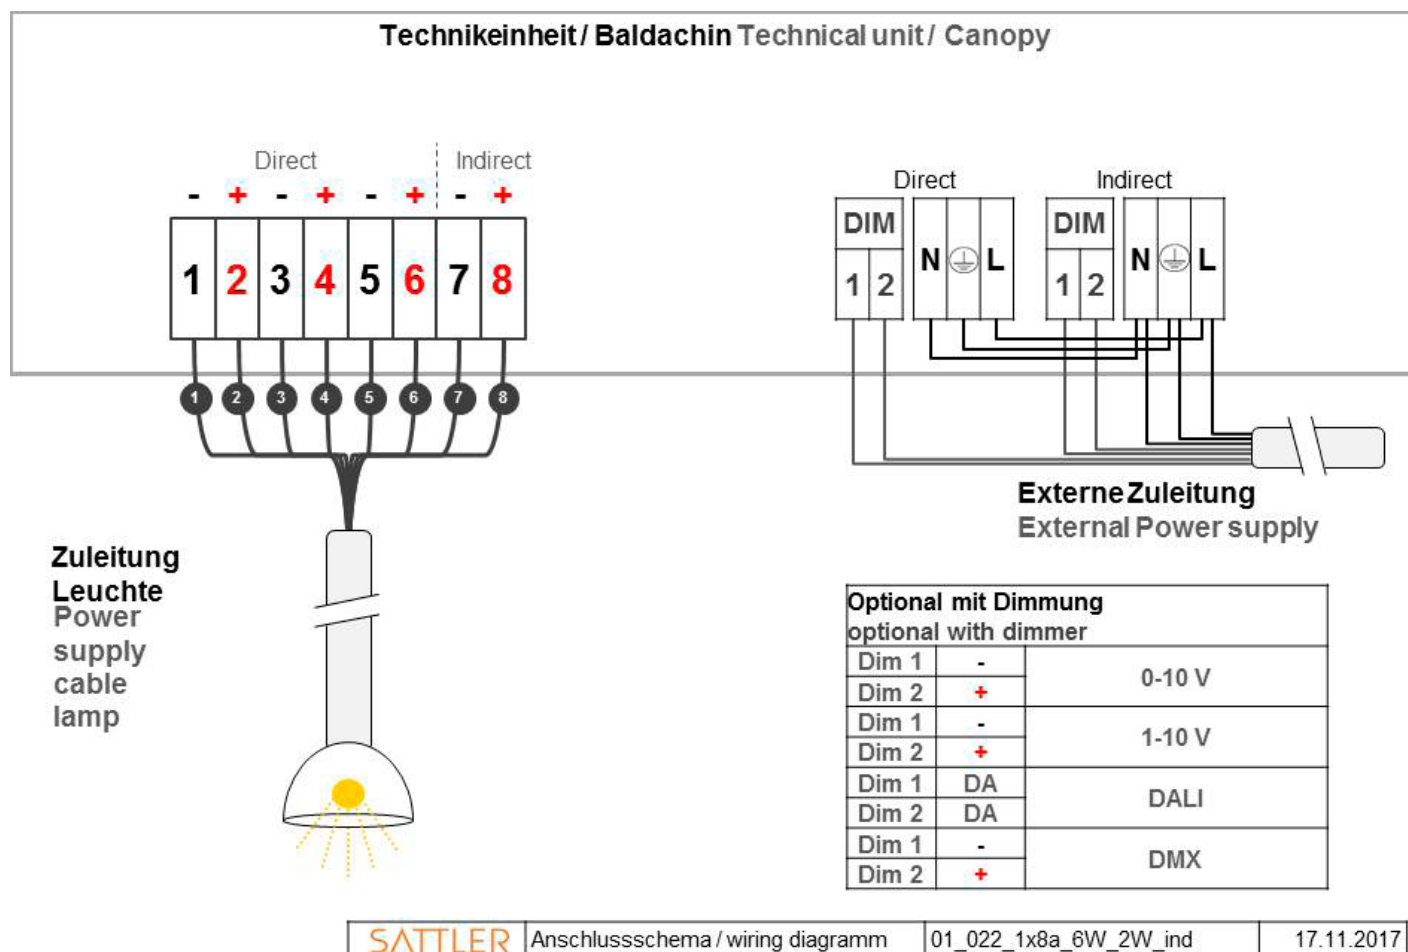 Technikeinheit / Baldachin Technical unit / Canopy
Direct Indirect
- + - + - + - +
1 2 3 4 5 6 7 8
1 2 3 4 5 6 7 8
Direct Indirect
DIM DIM
N L N L
1 2 1 2
Externe Zuleitung
External Power supply
Zuleitung
Leuchte
Power
supply
cable
lamp
Optional mit Dimmung
optional with dimmer
Dim 1 - 0-10 V
Dim 2 +
Dim 1 - 1-10 V
Dim 2 +
Dim 1 DA DALI
Dim 2 DA
Dim 1 - DMX
Dim 2 +
SATTLER Anschlussschema / wiring diagramm 01_022_1x8a_6W_2W_ind 17.11.2017